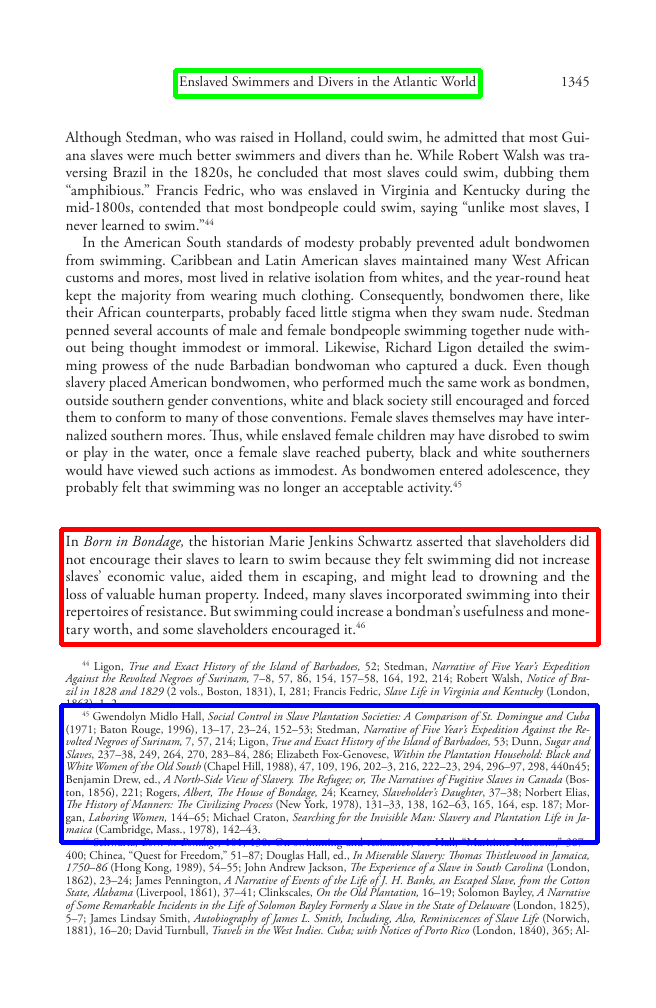 Enslaved Swimmers and Divers in the Atlantic World 1345
Although Stedman, who was raised in Holland, could swim, he admitted that most Gui-
ana slaves were much better swimmers and divers than he. While Robert Walsh was tra-
versing Brazil in the 1820s, he concluded that most slaves could swim, dubbing them
“amphibious.” Francis Fedric, who was enslaved in Virginia and Kentucky during the
mid-1800s, contended that most bondpeople could swim, saying “unlike most slaves, I
never learned to swim.”44
In the American South standards of modesty probably prevented adult bondwomen
from swimming. Caribbean and Latin American slaves maintained many West African
customs and mores, most lived in relative isolation from whites, and the year-round heat
kept the majority from wearing much clothing. Consequently, bondwomen there, like
their African counterparts, probably faced little stigma when they swam nude. Stedman
penned several accounts of male and female bondpeople swimming together nude with-
out being thought immodest or immoral. Likewise, Richard Ligon detailed the swim-
ming prowess of the nude Barbadian bondwoman who captured a duck. Even though
slavery placed American bondwomen, who performed much the same work as bondmen,
outside southern gender conventions, white and black society still encouraged and forced
them to conform to many of those conventions. Female slaves themselves may have inter-
nalized southern mores. Thus, while enslaved female children may have disrobed to swim
or play in the water, once a female slave reached puberty, black and white southerners
would have viewed such actions as immodest. As bondwomen entered adolescence, they
probably felt that swimming was no longer an acceptable activity.45
In Born in Bondage, the historian Marie Jenkins Schwartz asserted that slaveholders did
not encourage their slaves to learn to swim because they felt swimming did not increase
slaves’ economic value, aided them in escaping, and might lead to drowning and the
loss of valuable human property. Indeed, many slaves incorporated swimming into their
repertoires of resistance. But swimming could increase a bondman’s usefulness and mone-
tary worth, and some slaveholders encouraged it.46
44 Ligon, True and Exact History of the Island of Barbados, 52; Stedman, Narrative of Five Year’s Expedition
Against the Revolted Negroes of Surinam, 7–8, 57, 86, 154, 157–58, 164, 192, 214; Robert Walsh, Notice of Bra-
zil in 1828 and 1829 (2 vols., Boston, 1831), I, 281; Francis Fedric, Slave Life in Virginia and Kentucky (London,
45 Gwendolyn Midlo Hall, Social Control in Slave Plantation Societies: A Comparison of St. Domingue and Cuba
(1971; Baton Rouge, 1996), 13–17, 23–24, 152–53; Stedman, Narrative of Five Year’s Expedition Against the Re-
volted Negroes of Surinam, 7, 57, 214; Ligon, True and Exact History of the Island of Barbados, 53; Dunn, Sugar and
Slaves, 237–38, 249, 264, 270, 283–84, 286; Elizabeth Fox-Genovese, Within the Plantation Household: Black and
White Women of the Old South (Chapel Hill, 1988), 47, 109, 196, 202–3, 216, 222–23, 294, 296–97, 298, 440n45;
Benjamin Drew, ed., A North-Side View of Slavery. The Refugee; or, The Narratives of Fugitive Slaves in Canada (Bos-
ton, 1856), 221; Rogers, Albert, The House of Bondage, 24; Kearney, Slaveholder’s Daughter, 37–38; Norbert Elias,
The History of Manners: The Civilizing Process (New York, 1978), 131–33, 138, 162–63, 165, 164, esp. 187; Mor-
gan, Laboring Women, 144–65; Michael Craton, Searching for the Invisible Man: Slavery and Plantation Life in Ja-
maica (Cambridge, Mass., 1978), 142–43.
400; Chinea, “Quest for Freedom,” 51–87; Douglas Hall, ed., In Miserable Slavery: Thomas Thistlewood in Jamaica,
1750–86 (Hong Kong, 1989), 54–55; John Andrew Jackson, The Experience of a Slave in South Carolina (London,
1862), 23–24; James Pennington, A Narrative of Events of the Life of J. H. Banks, an Escaped Slave, from the Cotton
State, Alabama (Liverpool, 1861), 37–41; Clinkscales, On the Old Plantation, 16–19; Solomon Bayley, A Narrative
of Some Remarkable Incidents in the Life of Solomon Bayley Formerly a Slave in the State of Delaware (London, 1825),
5–7; James Lindsay Smith, Autobiography of James L. Smith, Including, Also, Reminiscences of Slave Life (Norwich,
1881), 16–20; David Turnbull, Travels in the West Indies. Cuba; with Notices of Porto Rico (London, 1840), 365; Al-